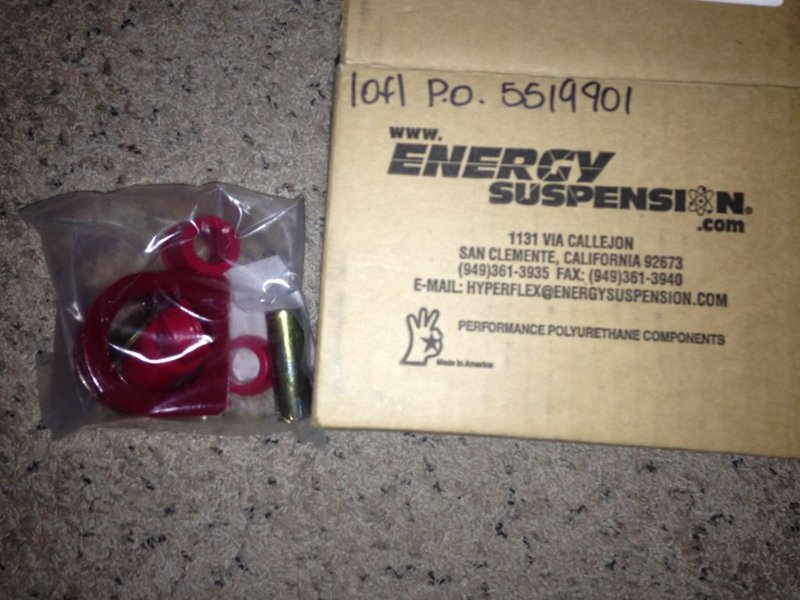 1of1 P.O. 5519901
www.
ENERGY
SUSPENSION.
.com
1131 VIA CALLEJON
SAN CLEMENTE, CALIFORNIA 92673
(949)361-3935 FAX: (949)361-3940
E-MAIL: HYPERFLEX@ENERGYSUSPENSION.COM
PERFORMANCE POLYURETHANE COMPONENTS
Made in America